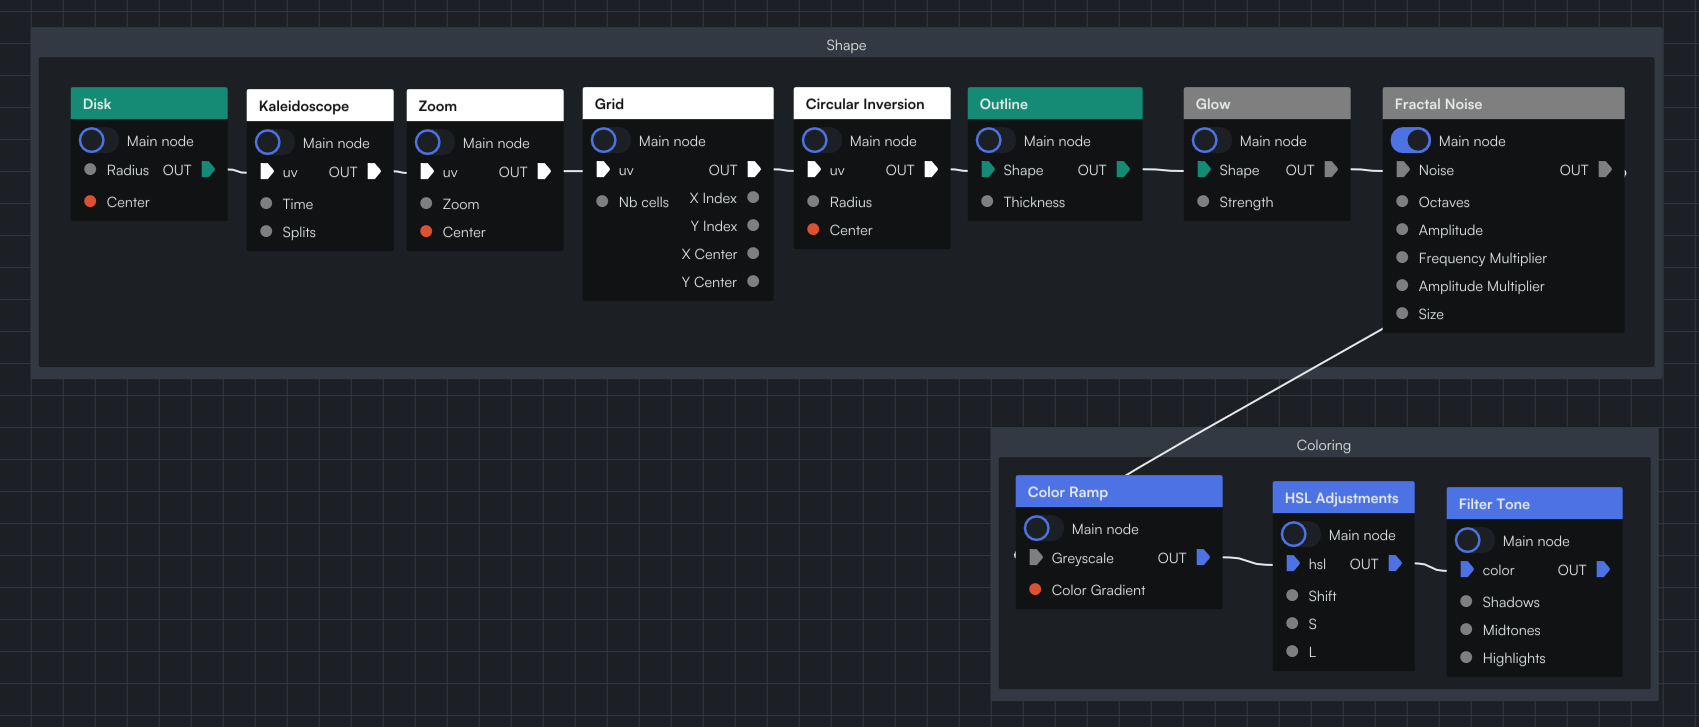 Shape
Disk
Main node
Radius OUT
Center
Kaleidoscope
Main node
uv OUT
Time
Splits
Zoom
Main node
uv OUT
Zoom
Center
Grid
Main node
uv OUT
Nb cells X Index
Y Index
X Center
Y Center
Circular Inversion
Main node
uv OUT
Radius
Center
Outline
Main node
Shape OUT
Thickness
Glow
Main node
Shape OUT
Strength
Fractal Noise
Main node
Noise OUT
Octaves
Amplitude
Frequency Multiplier
Amplitude Multiplier
Size
Coloring
Color Ramp
Main node
Greyscale OUT
Color Gradient
HSL Adjustments
Main node
hsl OUT
Shift
S
L
Filter Tone
Main node
color OUT
Shadows
Midtones
Highlights